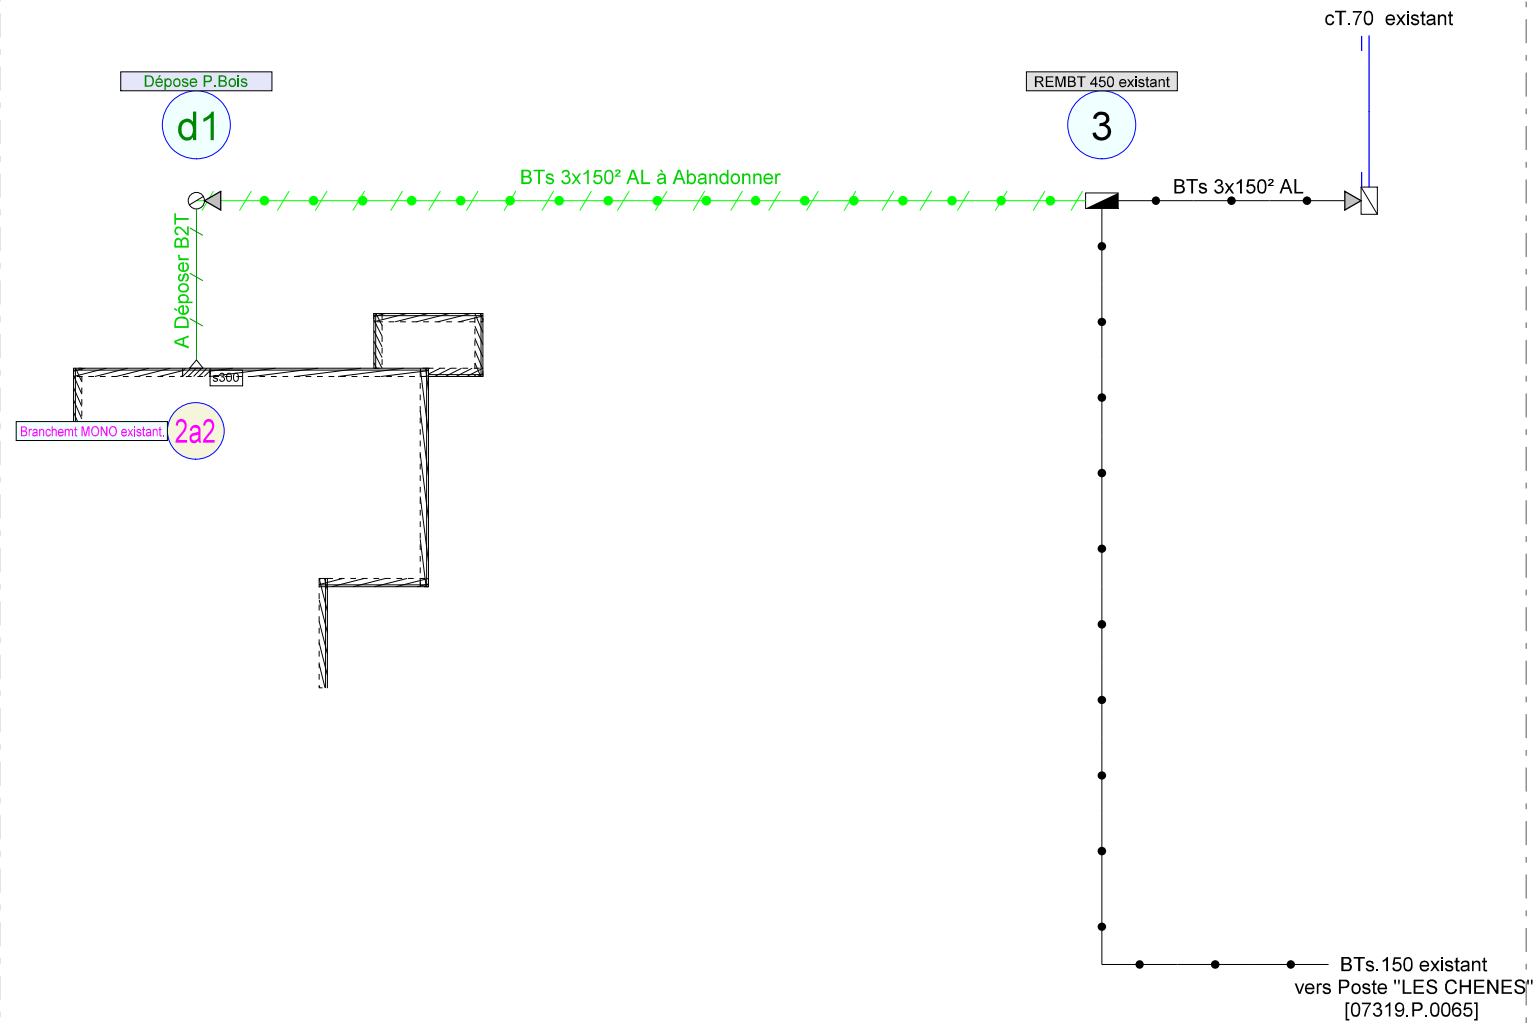 cT.70 existant
Dépose P.Bois
REMBT 450 existant
d1
3
BTs 3x150² AL à Abandonner
BTs 3x150² AL
A Déposer B2T
s300
Branchemt MONO existant.
2a2
BTs.150 existant
vers Poste "LES CHENES"
[07319.P.0065]